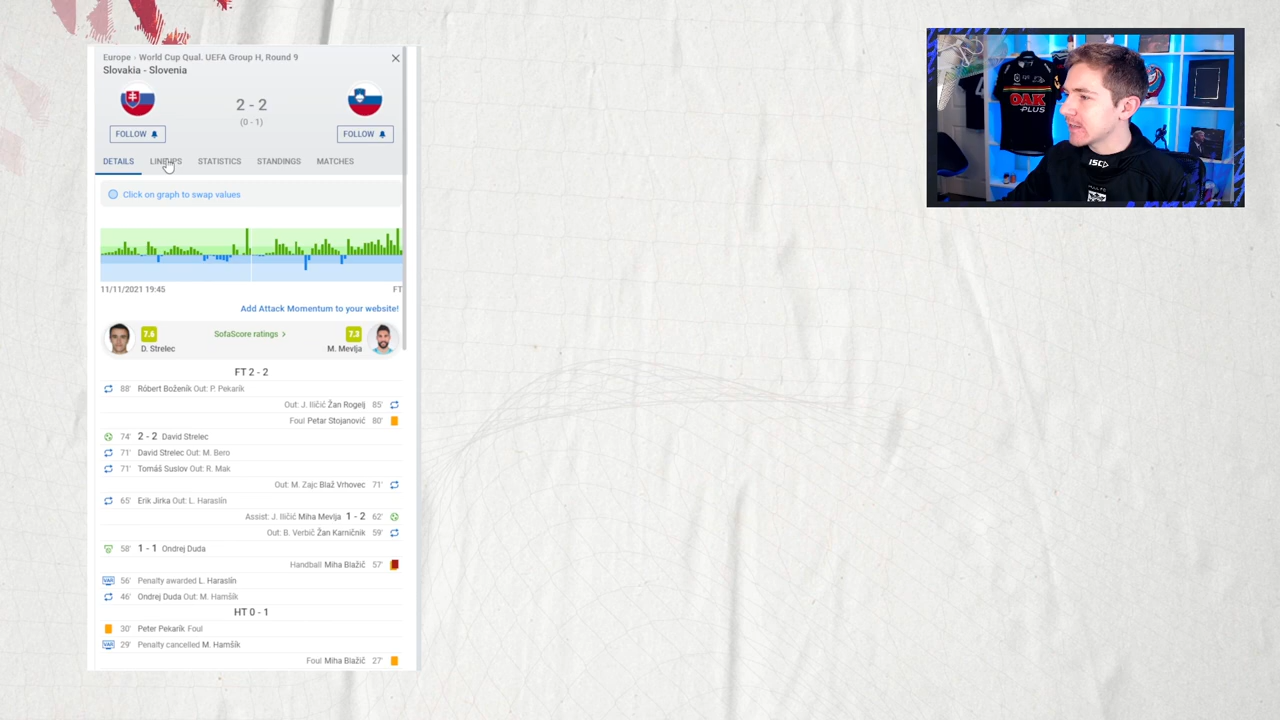 Europe › World Cup Qual. UEFA Group H, Round 9
Slovakia - Slovenia
2 - 2
(0 - 1)
FOLLOW
FOLLOW
DETAILS LINEUPS STATISTICS STANDINGS MATCHES
Click on graph to swap values
11/11/2021 19:45 FT
Add Attack Momentum to your website!
7.6 SofaScore ratings > 7.3
D. Strelec M. Mevlja
FT 2 - 2
88' Róbert Boženík Out: P. Pekarík
Out: J. Iličić Žan Rogelj 85'
Foul Petar Stojanović 80'
74' 2 - 2 David Strelec
71' David Strelec Out: M. Bero
71' Tomáš Suslov Out: R. Mak
Out: M. Zajc Blaž Vrhovec 71'
65' Erik Jirka Out: L. Haraslín
Assist: J. Iličić Miha Mevlja 1 - 2 62'
Out: B. Verbič Žan Karničnik 59'
58' 1 - 1 Ondrej Duda
Handball Miha Blažič 57'
VAR 56' Penalty awarded L. Haraslín
46' Ondrej Duda Out: M. Hamšík
HT 0 - 1
30' Peter Pekarík Foul
VAR 29' Penalty cancelled M. Hamšík
Foul Miha Blažič 27'
OAK
PLUS
ISC